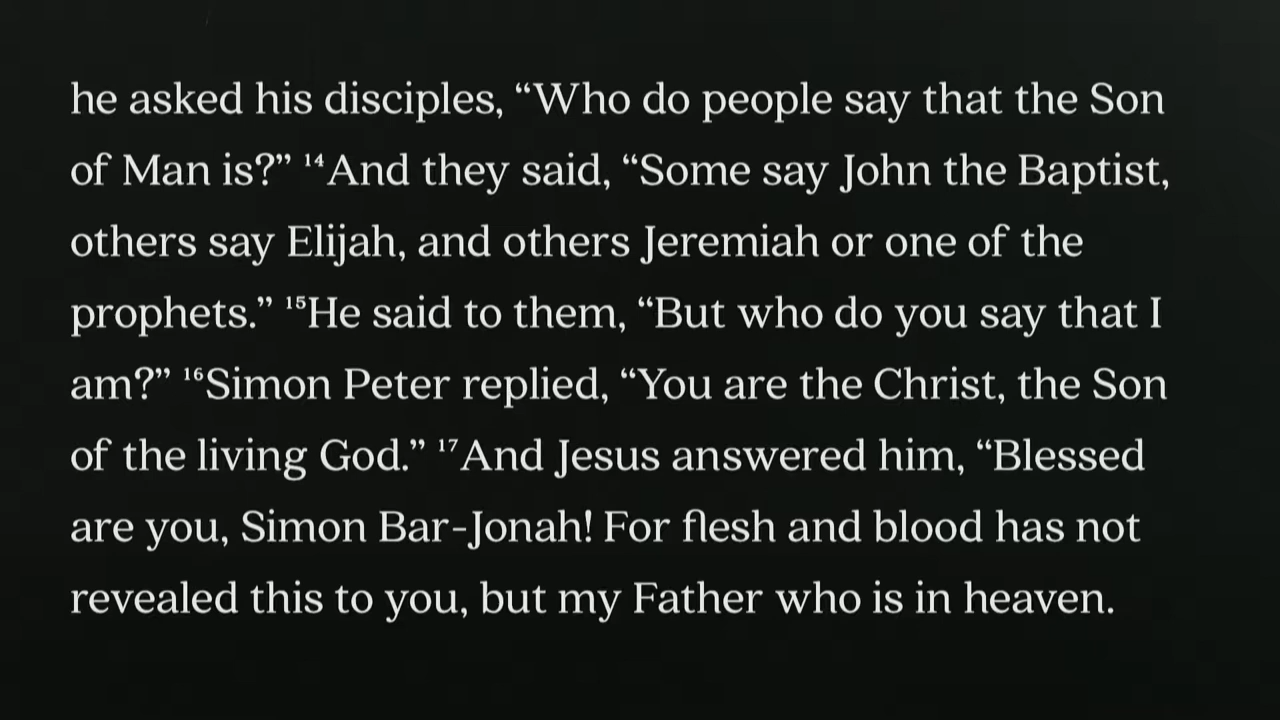 he asked his disciples, “Who do people say that the Son
of Man is?” ¹⁴And they said, “Some say John the Baptist,
others say Elijah, and others Jeremiah or one of the
prophets.” ¹⁵He said to them, “But who do you say that I
am?” ¹⁶Simon Peter replied, “You are the Christ, the Son
of the living God.” ¹⁷And Jesus answered him, “Blessed
are you, Simon Bar-Jonah! For flesh and blood has not
revealed this to you, but my Father who is in heaven.